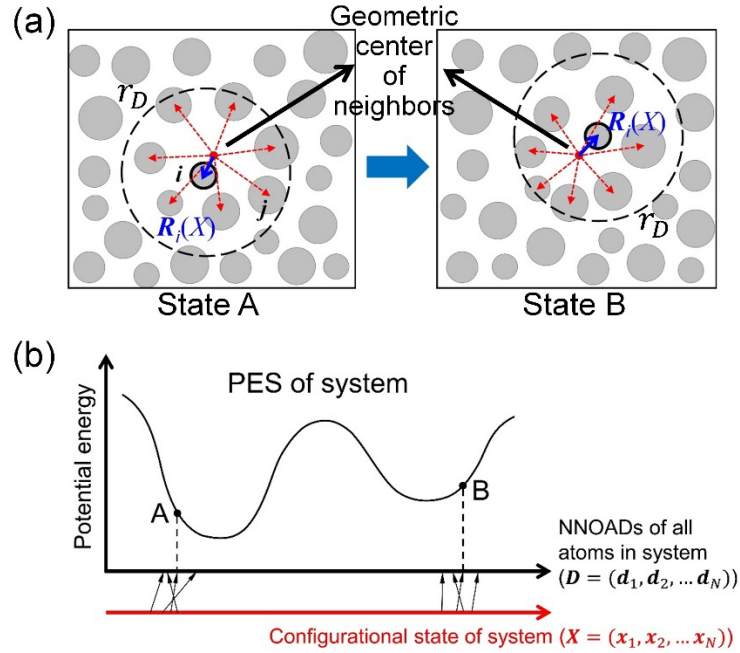 (a)
Geometric
center
of
neighbors
r_D
i
j
R_i(X)
State A
R_i(X)
r_D
State B
(b)
PES of system
Potential energy
A
B
NNOADs of all
atoms in system
(D = (d_1, d_2, … d_N))
Configurational state of system (X = (x_1, x_2, … x_N))